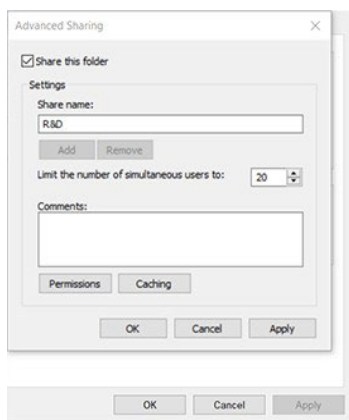 Advanced Sharing
Share this folder
Settings
Share name:
R&D
Add Remove
Limit the number of simultaneous users to: 20
Comments:
Permissions Caching
OK Cancel Apply
OK Cancel Apply